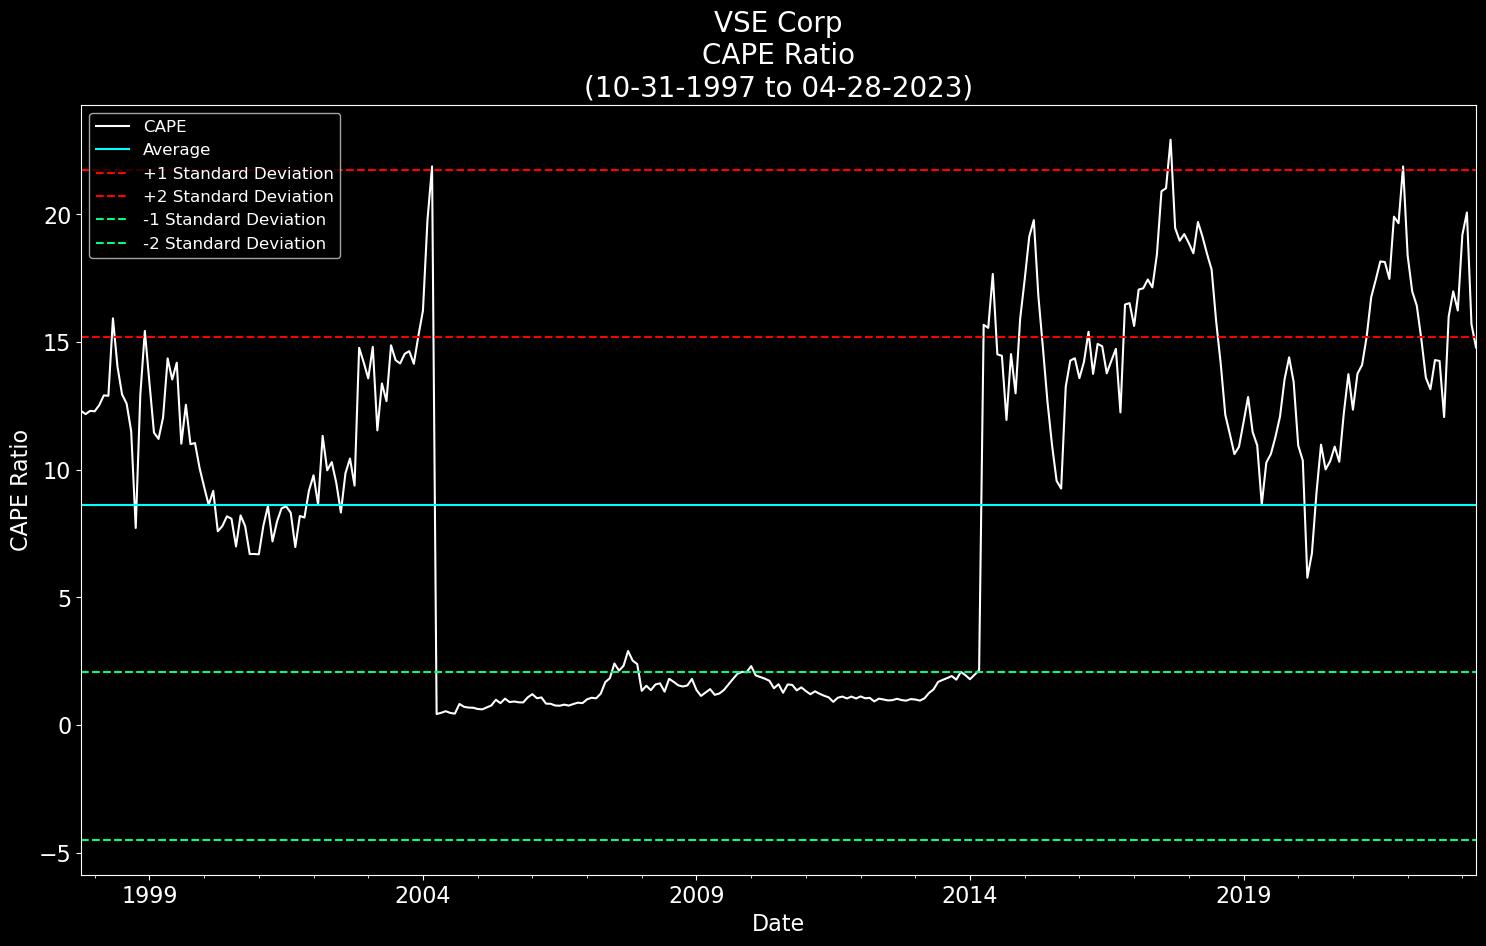 VSE Corp
CAPE Ratio
(10-31-1997 to 04-28-2023)
CAPE
Average
+1 Standard Deviation
+2 Standard Deviation
-1 Standard Deviation
-2 Standard Deviation
CAPE Ratio
20
15
10
5
0
−5
1999
2004
2009
2014
2019
Date